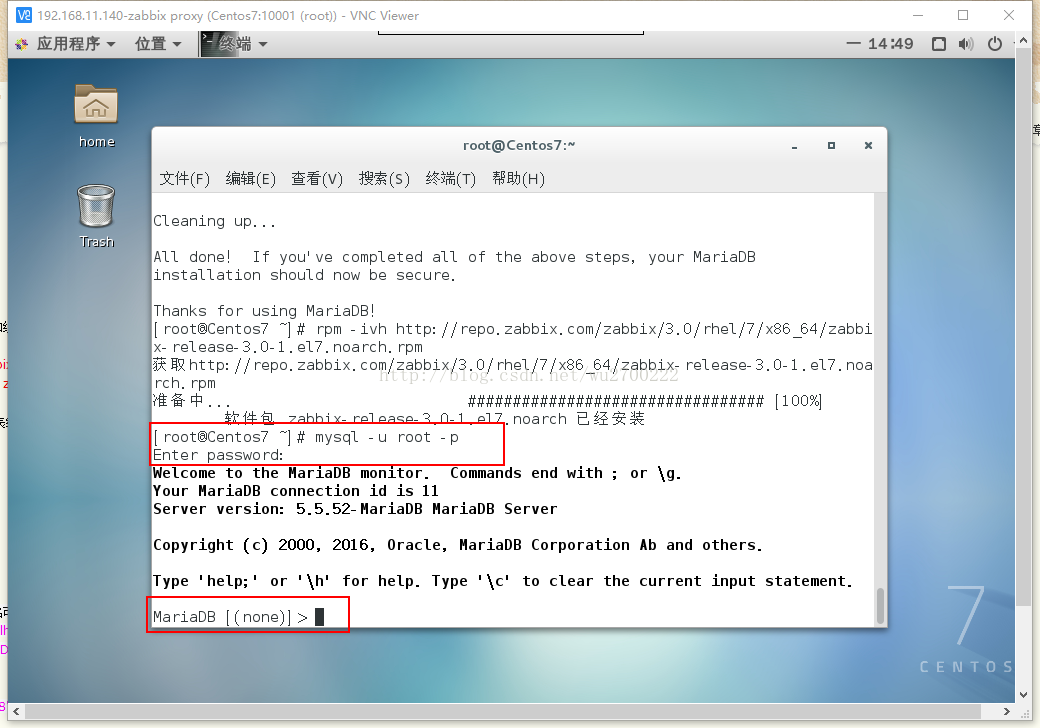 192.168.11.140-zabbix proxy (Centos7:10001 (root)) - VNC Viewer
应用程序 位置 终端 一 14:49
home
Trash
root@Centos7:~
文件(F) 编辑(E) 查看(V) 搜索(S) 终端(T) 帮助(H)
Cleaning up...
All done!  If you've completed all of the above steps, your MariaDB
installation should now be secure.
Thanks for using MariaDB!
[root@Centos7 ~]# rpm -ivh http://repo.zabbix.com/zabbix/3.0/rhel/7/x86_64/zabbi
x-release-3.0-1.el7.noarch.rpm
获取http://repo.zabbix.com/zabbix/3.0/rhel/7/x86_64/zabbix-release-3.0-1.el7.noa
rch.rpm
http://blog.csdn.net/wu2700222
准备中... ################################# [100%]
软件包 zabbix-release-3.0-1.el7.noarch 已经安装
[root@Centos7 ~]# mysql -u root -p
Enter password:
Welcome to the MariaDB monitor.  Commands end with ; or \g.
Your MariaDB connection id is 11
Server version: 5.5.52-MariaDB MariaDB Server
Copyright (c) 2000, 2016, Oracle, MariaDB Corporation Ab and others.
Type 'help;' or '\h' for help. Type '\c' to clear the current input statement.
MariaDB [(none)]>
7
CENTOS